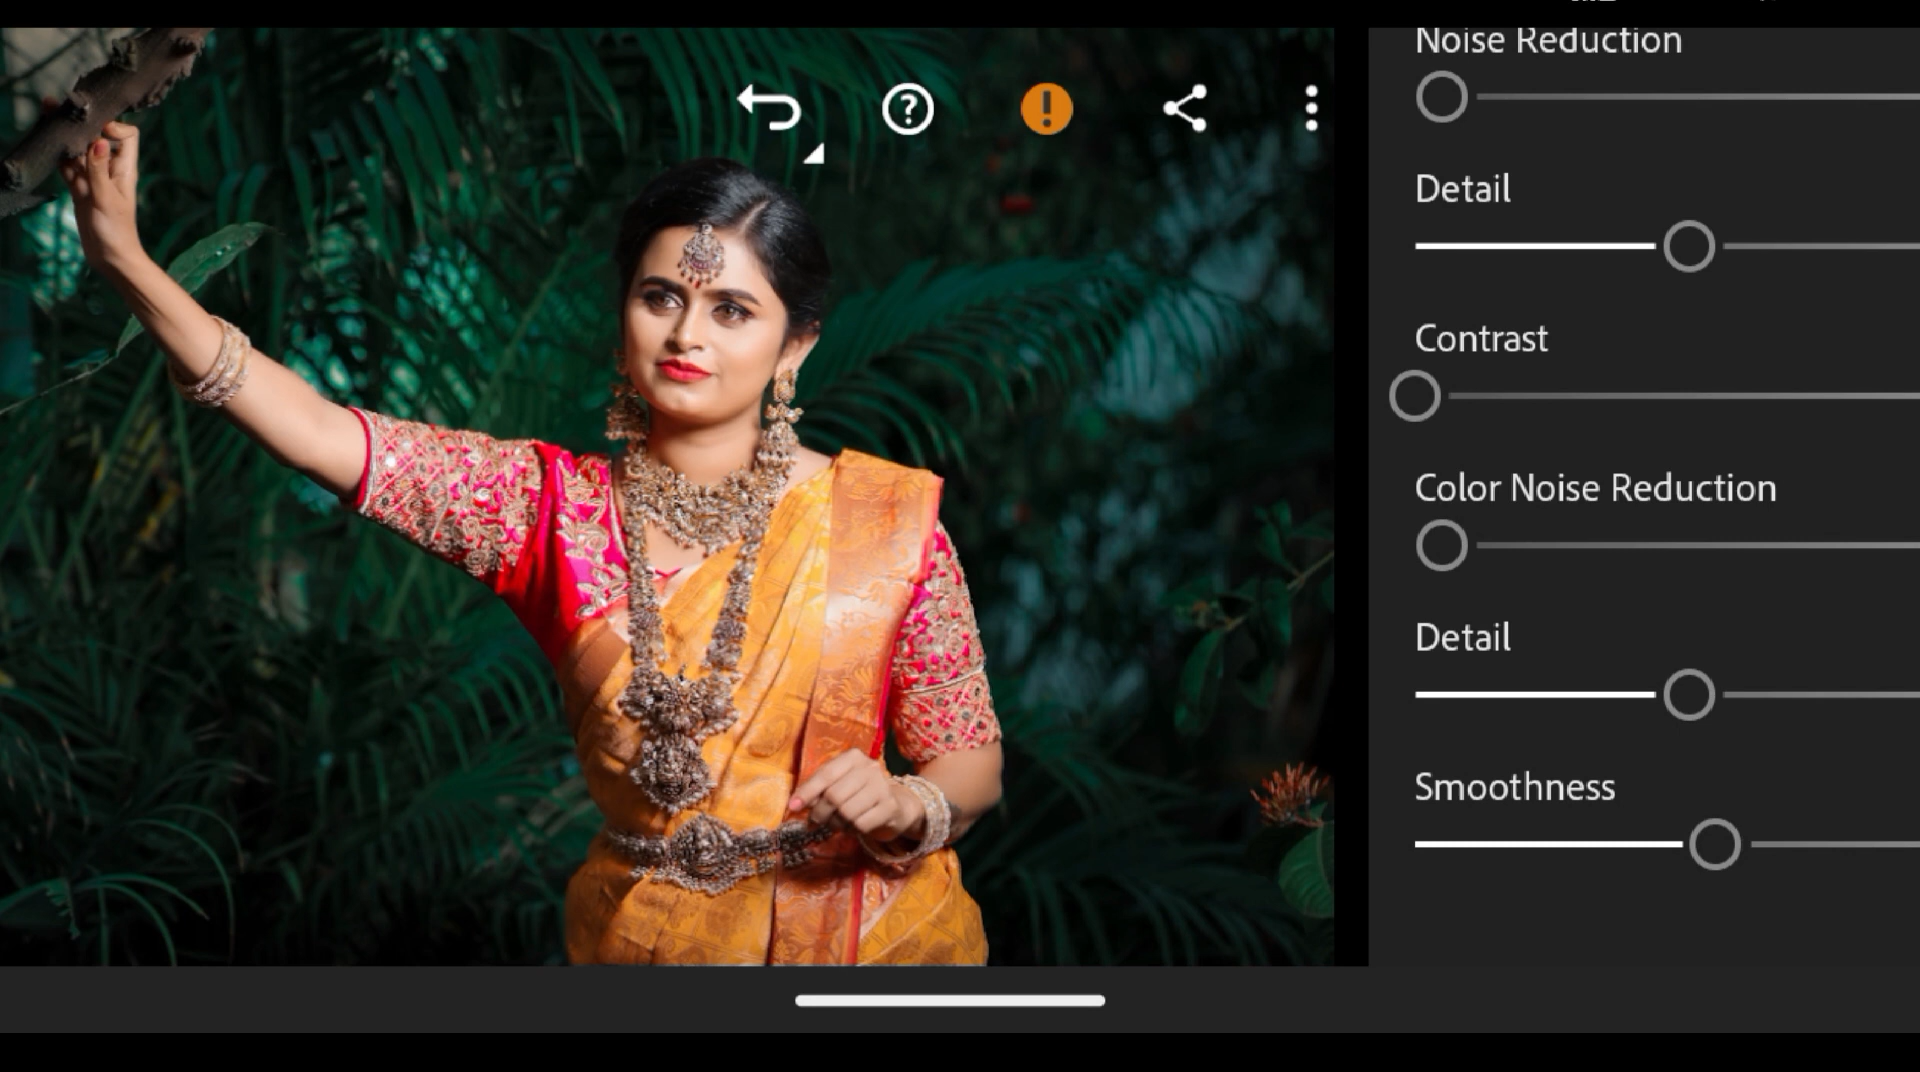 Noise Reduction
Detail
Contrast
Color Noise Reduction
Detail
Smoothness